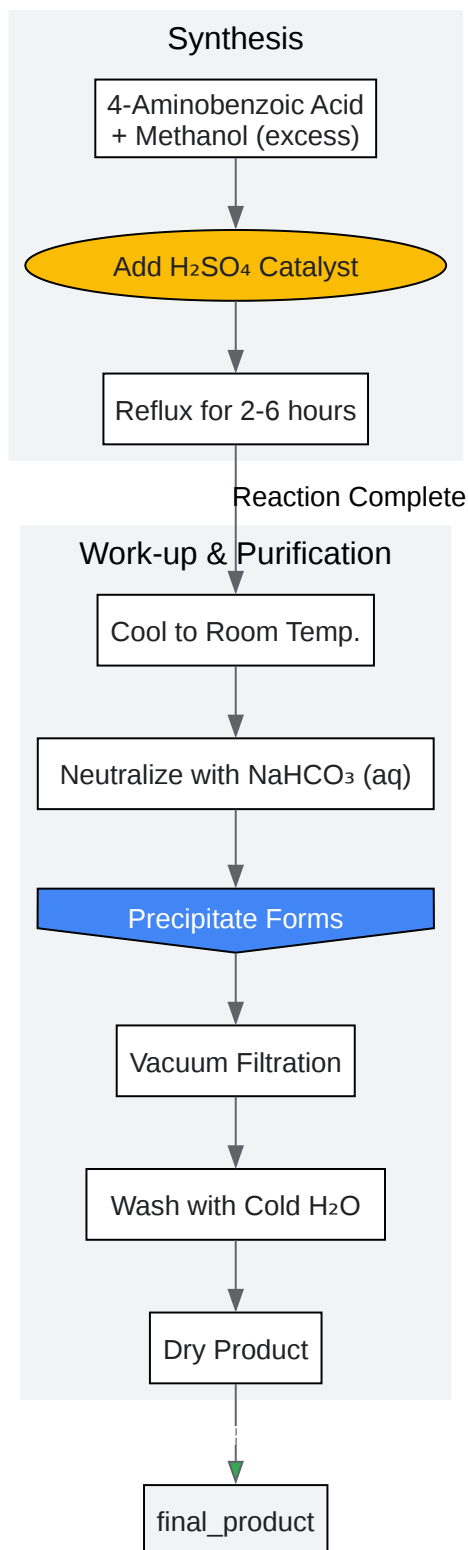 Synthesis
4-Aminobenzoic Acid
+ Methanol (excess)
Add H₂SO₄ Catalyst
Reflux for 2-6 hours
Reaction Complete
Work-up & Purification
Cool to Room Temp.
Neutralize with NaHCO₃ (aq)
Precipitate Forms
Vacuum Filtration
Wash with Cold H₂O
Dry Product
final_product